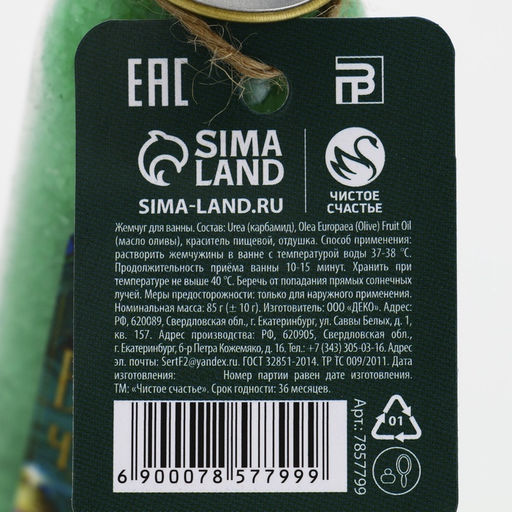 EAC
SIMA
LAND
SIMA-LAND.RU
ЧИСТОЕ
СЧАСТЬЕ
Жемчуг для ванны. Состав: Urea (карбамид), Olea Europaea (Olive) Fruit Oil
(масло оливы), краситель пищевой, отдушка. Способ применения:
растворить жемчужины в ванне с температурой воды 37-38 °C.
Продолжительность приёма ванны 10-15 минут. Хранить при
температуре не выше 40 °C. Беречь от попадания прямых солнечных
лучей. Меры предосторожности: только для наружного применения.
Номинальная масса: 85 г (± 10 г). Изготовитель: ООО «ДЕКО». Адрес:
РФ, 620089, Свердловская обл., г. Екатеринбург, ул. Саввы Белых, д. 1,
кв. 157. Адрес производства: РФ, 620905, Свердловская обл.,
г. Екатеринбург, 6-р Петра Кожемяко, д. 16. Тел.: +7 (343) 305-03-16. Адрес
эл. почты: SertF2@yandex.ru. ГОСТ 32851-2014. ТР ТС 009/2011. Дата
изготовления: Номер партии равен дате изготовления.
ТМ: «Чистое счастье». Срок годности: 36 месяцев.
6 900078 577999
Арт.: 7857799
01